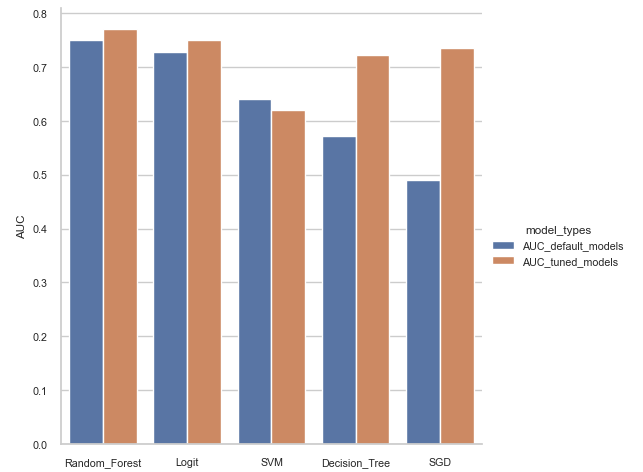 0.8
0.7
0.6
0.5
0.4
0.3
0.2
0.1
0.0
AUC
Random_Forest Logit SVM Decision_Tree SGD
model_types
AUC_default_models
AUC_tuned_models